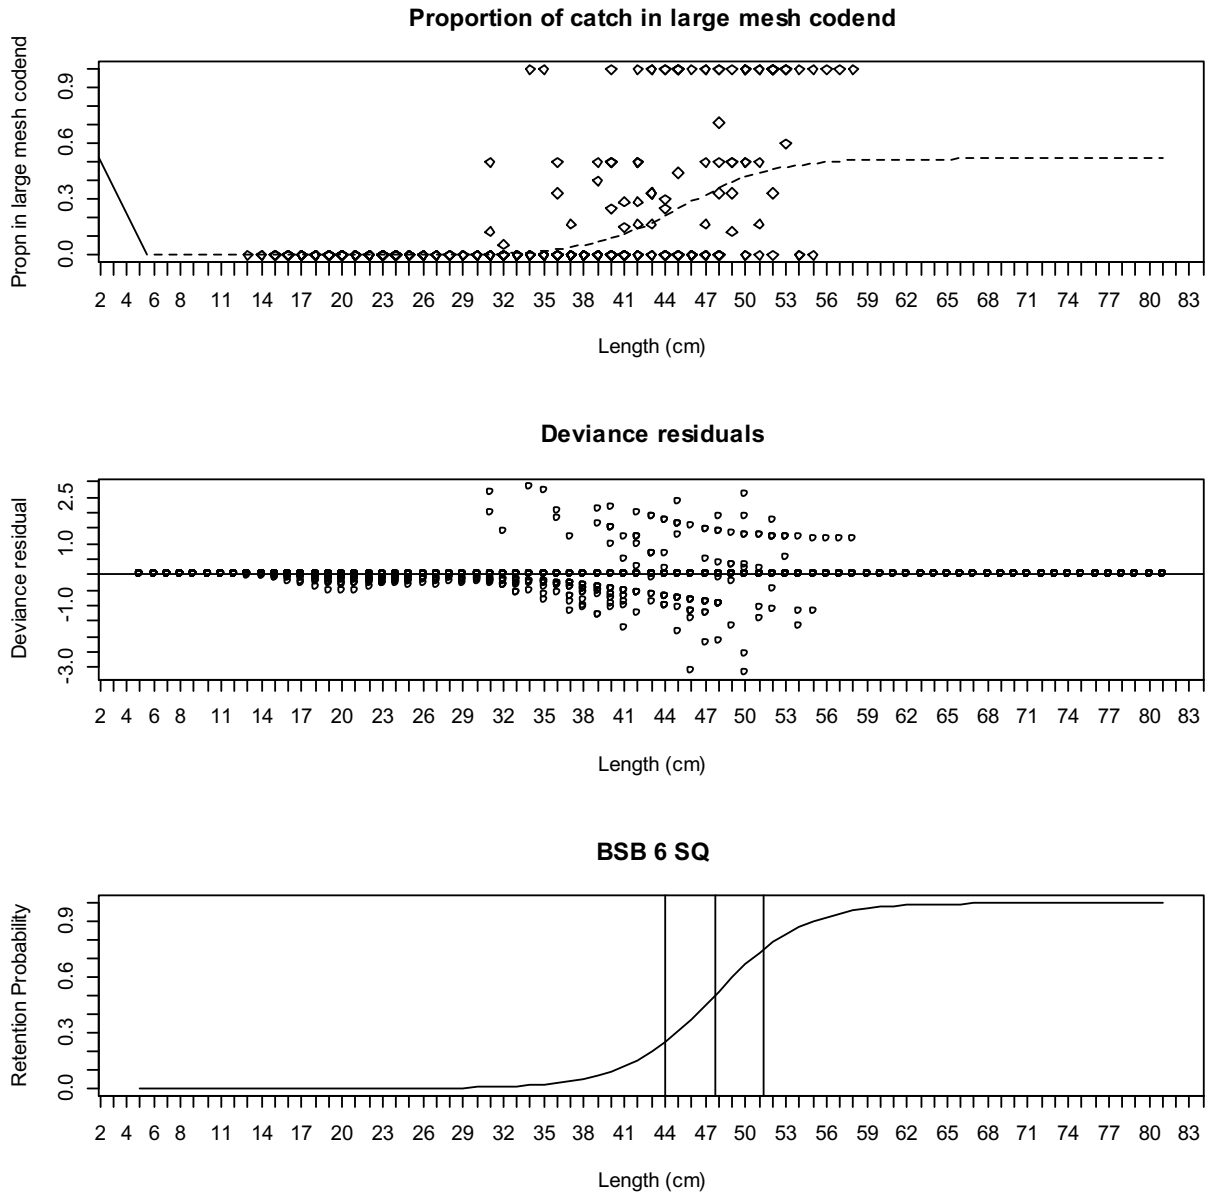 Proportion of catch in large mesh codend
Propn in large mesh codend
0.0 0.3 0.6 0.9
2 4 6 8 11 14 17 20 23 26 29 32 35 38 41 44 47 50 53 56 59 62 65 68 71 74 77 80 83
Length (cm)
Deviance residuals
Deviance residual
-3.0 -1.0 1.0 2.5
2 4 6 8 11 14 17 20 23 26 29 32 35 38 41 44 47 50 53 56 59 62 65 68 71 74 77 80 83
Length (cm)
BSB 6 SQ
Retention Probability
0.0 0.3 0.6 0.9
2 4 6 8 11 14 17 20 23 26 29 32 35 38 41 44 47 50 53 56 59 62 65 68 71 74 77 80 83
Length (cm)